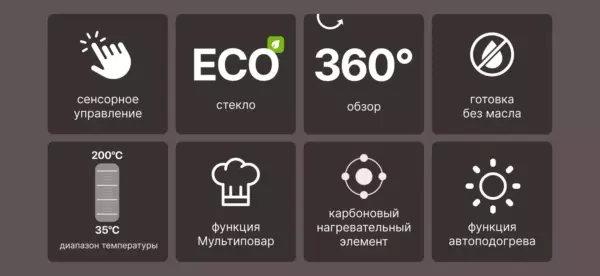 сенсорное
управление
ECO
стекло
360°
обзор
готовка
без масла
200°C
35°C
диапазон температуры
функция
Мультиповар
карбоновый
нагревательный
элемент
функция
автоподогрева